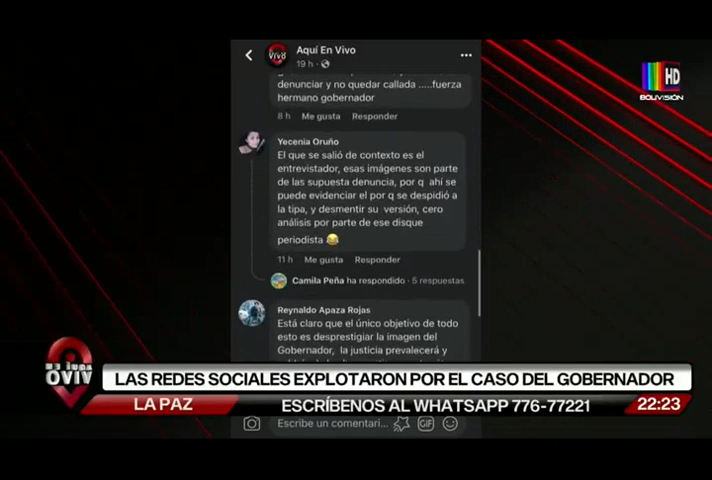 Aquí En Vivo
19 h
denunciar y no quedar callada .....fuerza
hermano gobernador
8 h Me gusta Responder
Yecenia Oruño
El que se salió de contexto es el
entrevistador, esas imágenes son parte
de las supuesta denuncia, por q ahí se
puede evidenciar el por q se despidió a
la tipa, y desmentir su versión, cero
análisis por parte de ese disque
periodista 😂
11 h Me gusta Responder
Camila Peña ha respondido · 5 respuestas
Reynaldo Apaza Rojas
Está claro que el único objetivo de todo
esto es desprestigiar la imagen del
Gobernador, la justicia prevalecerá y
HD
BOLIVISIÓN
LAS REDES SOCIALES EXPLOTARON POR EL CASO DEL GOBERNADOR
LA PAZ
ESCRÍBENOS AL WHATSAPP 776-77221
22:23
Escribe un comentari...
GIF